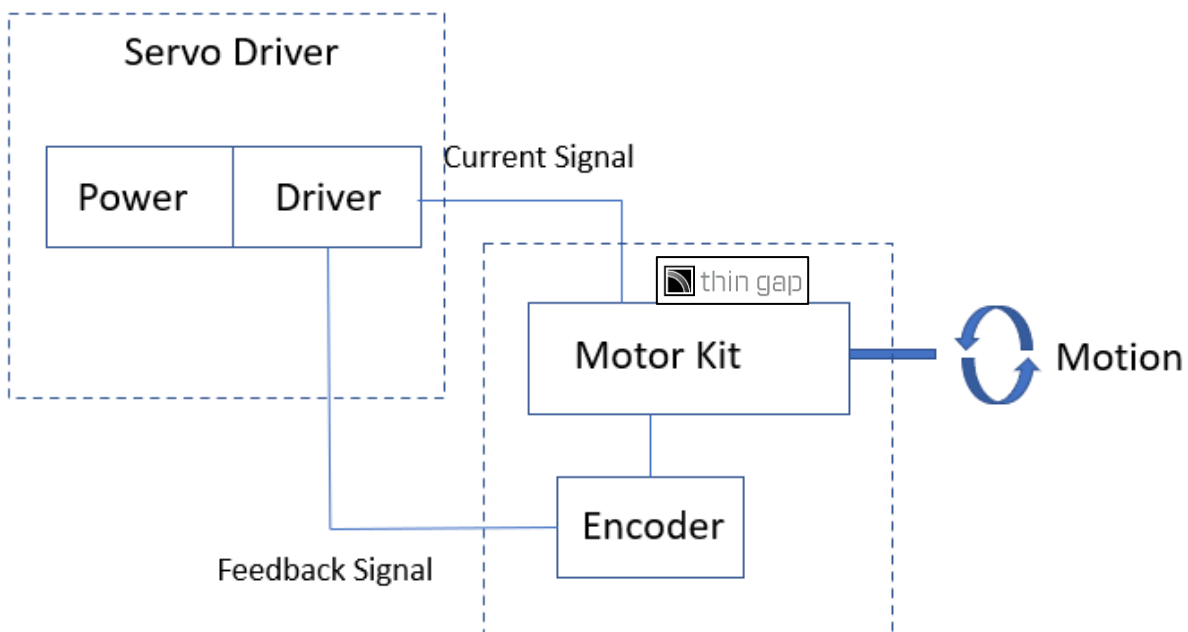 Servo Driver
Current Signal
Power
Driver
thin gap
Motor Kit
Motion
Encoder
Feedback Signal